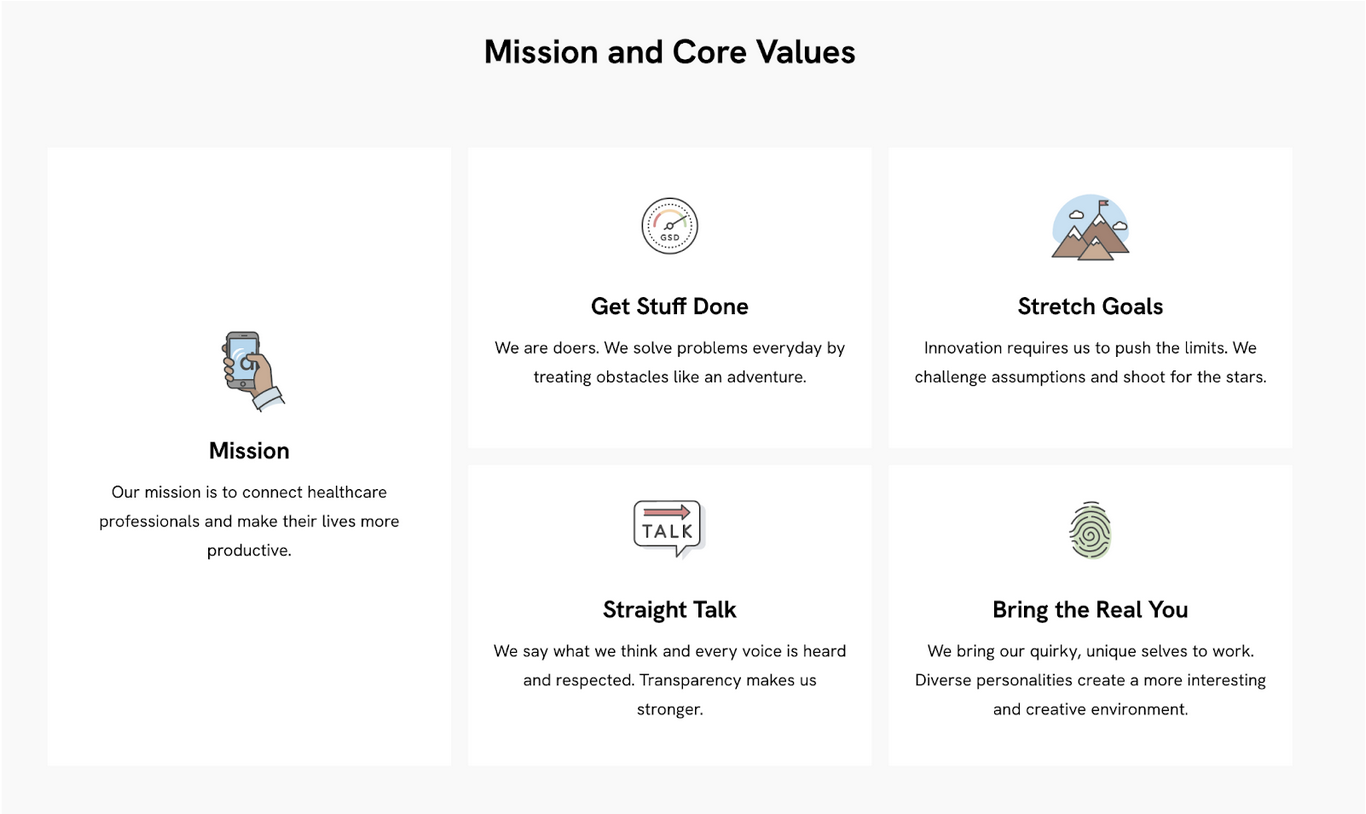 Mission and Core Values
Mission
Our mission is to connect healthcare
professionals and make their lives more
productive.
GSD
Get Stuff Done
We are doers. We solve problems everyday by
treating obstacles like an adventure.
Stretch Goals
Innovation requires us to push the limits. We
challenge assumptions and shoot for the stars.
TALK
Straight Talk
We say what we think and every voice is heard
and respected. Transparency makes us
stronger.
Bring the Real You
We bring our quirky, unique selves to work.
Diverse personalities create a more interesting
and creative environment.